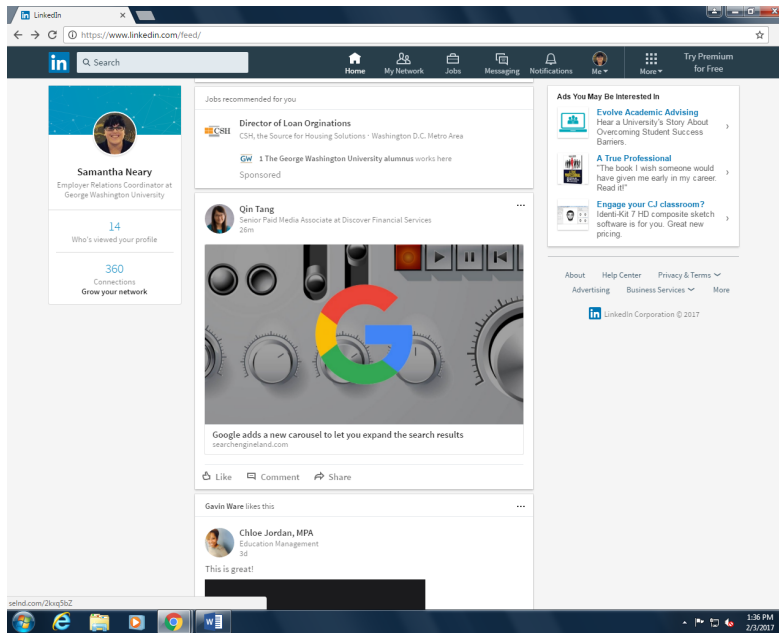 LinkedIn
https://www.linkedin.com/feed/
in
Search
Home
My Network
Jobs
Messaging
Notifications
Me
More
Try Premium
for Free
Samantha Neary
Employer Relations Coordinator at
George Washington University
14
Who's viewed your profile
360
Connections
Grow your network
Jobs recommended for you
CSH
Director of Loan Orginations
CSH, the Source for Housing Solutions · Washington D.C. Metro Area
GW 1 The George Washington University alumnus works here
Sponsored
Qin Tang
Senior Paid Media Associate at Discover Financial Services
26m
Google adds a new carousel to let you expand the search results
searchengineland.com
Like
Comment
Share
Gavin Ware likes this
Chloe Jordan, MPA
Education Management
3d
This is great!
Ads You May Be Interested In
Evolve Academic Advising
Hear a University's Story About
Overcoming Student Success
Barriers.
A True Professional
"The book I wish someone would
have given me early in my career.
Read it!"
Engage your CJ classroom?
Identi-Kit 7 HD composite sketch
software is for you. Great new
pricing.
About Help Center Privacy & Terms
Advertising Business Services More
in LinkedIn Corporation © 2017
selnd.com/2kxq5bZ
1:36 PM
2/3/2017